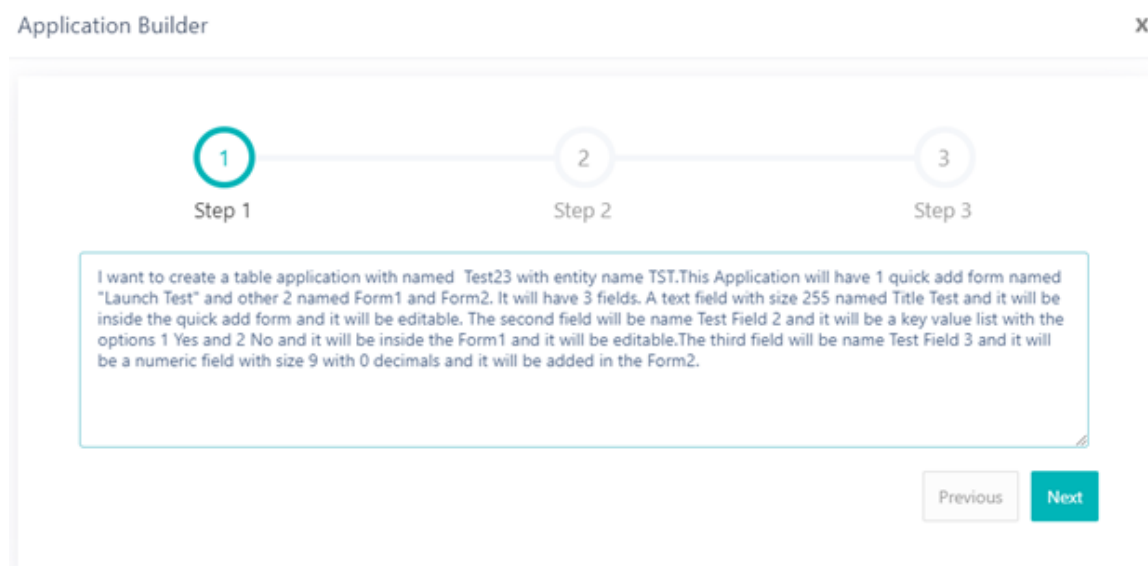 Application Builder
X
1
2
3
Step 1
Step 2
Step 3
I want to create a table application with named  Test23 with entity name TST.This Application will have 1 quick add form named
"Launch Test" and other 2 named Form1 and Form2. It will have 3 fields. A text field with size 255 named Title Test and it will be
inside the quick add form and it will be editable. The second field will be name Test Field 2 and it will be a key value list with the
options 1 Yes and 2 No and it will be inside the Form1 and it will be editable.The third field will be name Test Field 3 and it will
be a numeric field with size 9 with 0 decimals and it will be added in the Form2.
Previous
Next